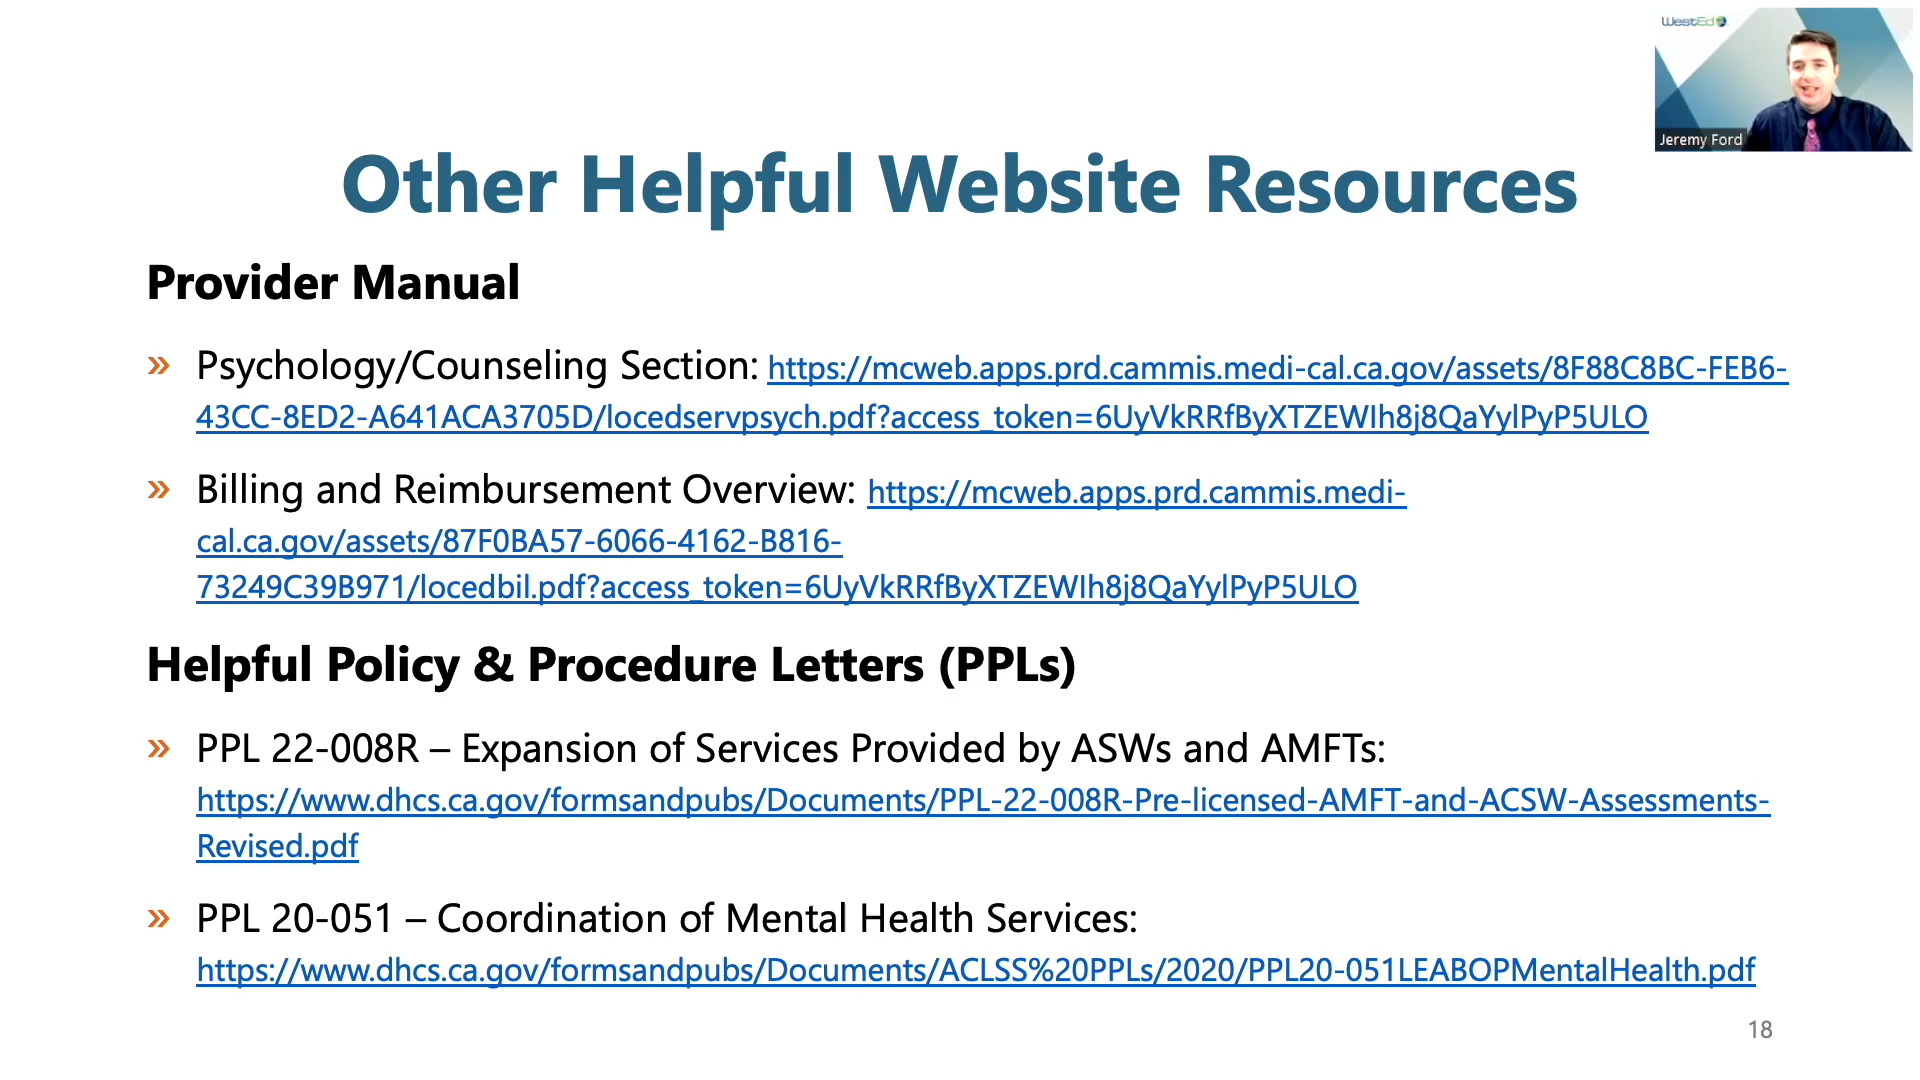 WestEd
Jeremy Ford
Other Helpful Website Resources
Provider Manual
» Psychology/Counseling Section: https://mcweb.apps.prd.cammis.medi-cal.ca.gov/assets/8F88C8BC-FEB6-
43CC-8ED2-A641ACA3705D/locedservpsych.pdf?access_token=6UyVkRRfByXTZEWIh8j8QaYylPyP5ULO
» Billing and Reimbursement Overview: https://mcweb.apps.prd.cammis.medi-
cal.ca.gov/assets/87F0BA57-6066-4162-B816-
73249C39B971/locedbil.pdf?access_token=6UyVkRRfByXTZEWIh8j8QaYylPyP5ULO
Helpful Policy & Procedure Letters (PPLs)
» PPL 22-008R – Expansion of Services Provided by ASWs and AMFTs:
https://www.dhcs.ca.gov/formsandpubs/Documents/PPL-22-008R-Pre-licensed-AMFT-and-ACSW-Assessments-
Revised.pdf
» PPL 20-051 – Coordination of Mental Health Services:
https://www.dhcs.ca.gov/formsandpubs/Documents/ACLSS%20PPLs/2020/PPL20-051LEABOPMentalHealth.pdf
18